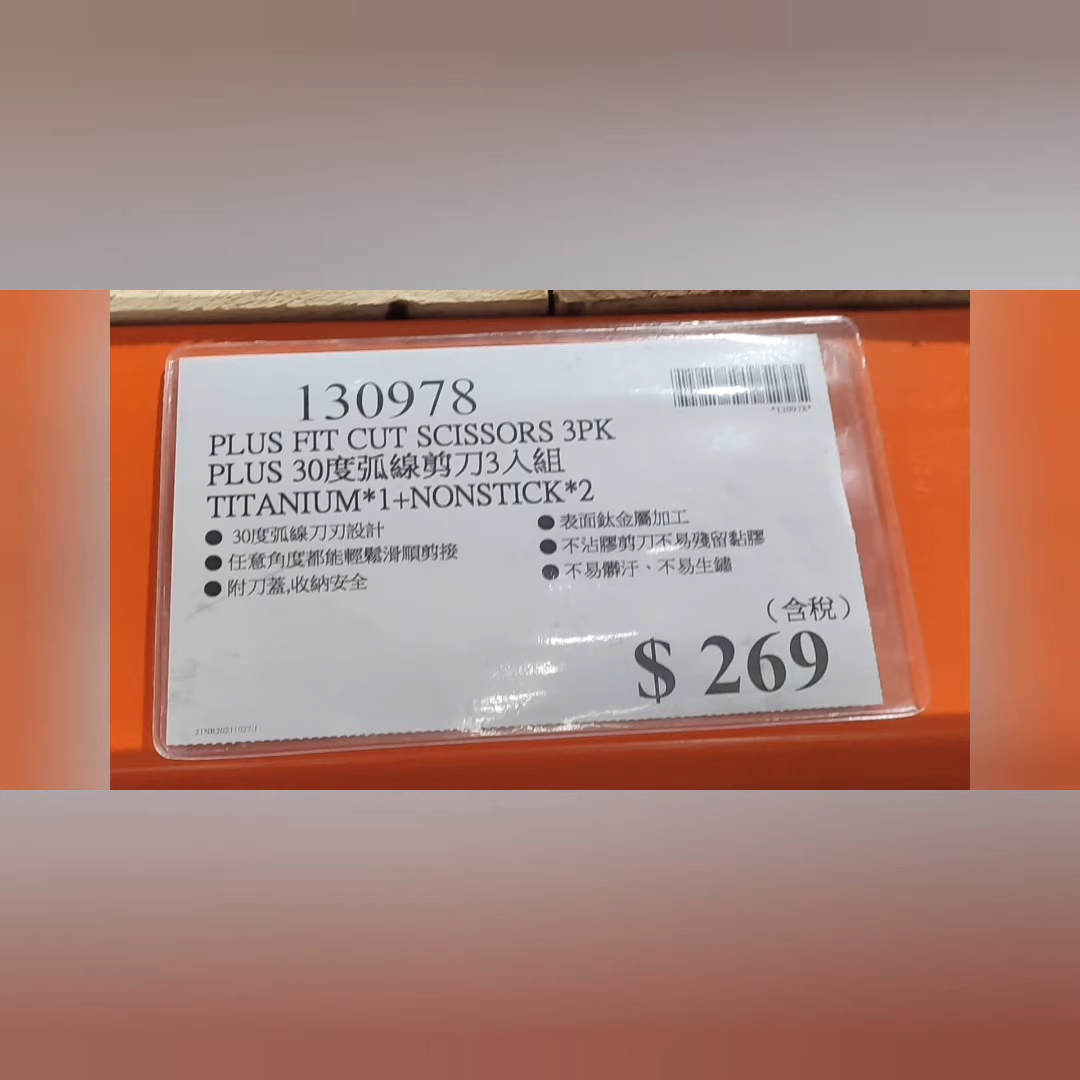 130978
*130978*
PLUS FIT CUT SCISSORS 3PK
PLUS 30度弧線剪刀3入組
TITANIUM*1+NONSTICK*2
● 30度弧線刀刃設計
● 任意角度都能輕鬆滑順剪接
● 附刀蓋,收納安全
● 表面鈦金屬加工
● 不沾膠剪刀不易殘留黏膠
● 不易髒汙、不易生鏽
(含稅)
$ 269